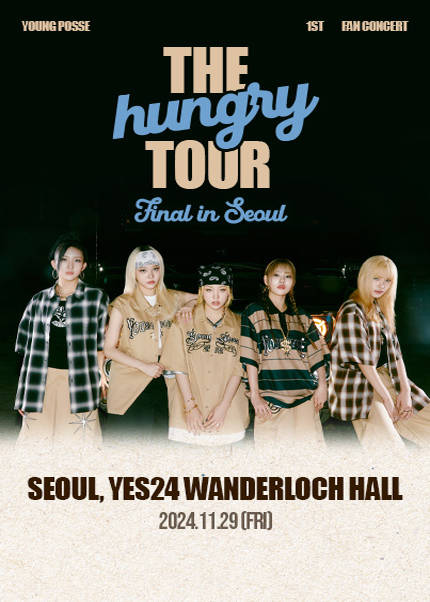 YOUNG POSSE 1ST FAN CONCERT
THE
hungry
TOUR
Final in Seoul
SEOUL, YES24 WANDERLOCH HALL
2024.11.29 (FRI)